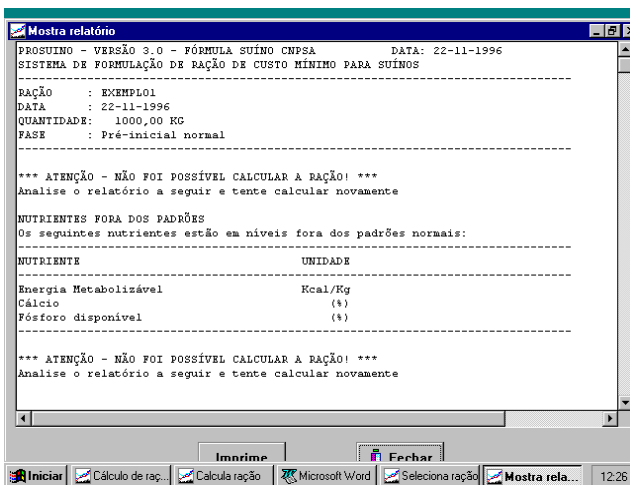 Mostra relatório
PROSUINO - VERSÃO 3.0 - FÓRMULA SUÍNO CNPSA DATA: 22-11-1996
SISTEMA DE FORMULAÇÃO DE RAÇÃO DE CUSTO MÍNIMO PARA SUÍNOS
--------------------------------------------------------------------------------
RAÇÃO : EXEMPLO1
DATA : 22-11-1996
QUANTIDADE: 1000,00 KG
FASE : Pré-inicial normal
--------------------------------------------------------------------------------
*** ATENÇÃO - NÃO FOI POSSÍVEL CALCULAR A RAÇÃO! ***
Analise o relatório a seguir e tente calcular novamente
NUTRIENTES FORA DOS PADRÕES
Os seguintes nutrientes estão em níveis fora dos padrões normais:
--------------------------------------------------------------------------------
NUTRIENTE UNIDADE
--------------------------------------------------------------------------------
Energia Metabolizável Kcal/Kg
Cálcio (%)
Fósforo disponível (%)
--------------------------------------------------------------------------------
*** ATENÇÃO - NÃO FOI POSSÍVEL CALCULAR A RAÇÃO! ***
Analise o relatório a seguir e tente calcular novamente
Imprime Fechar
Iniciar Cálculo de raç... Calcula ração Microsoft Word Seleciona ração Mostra rela... 12:26